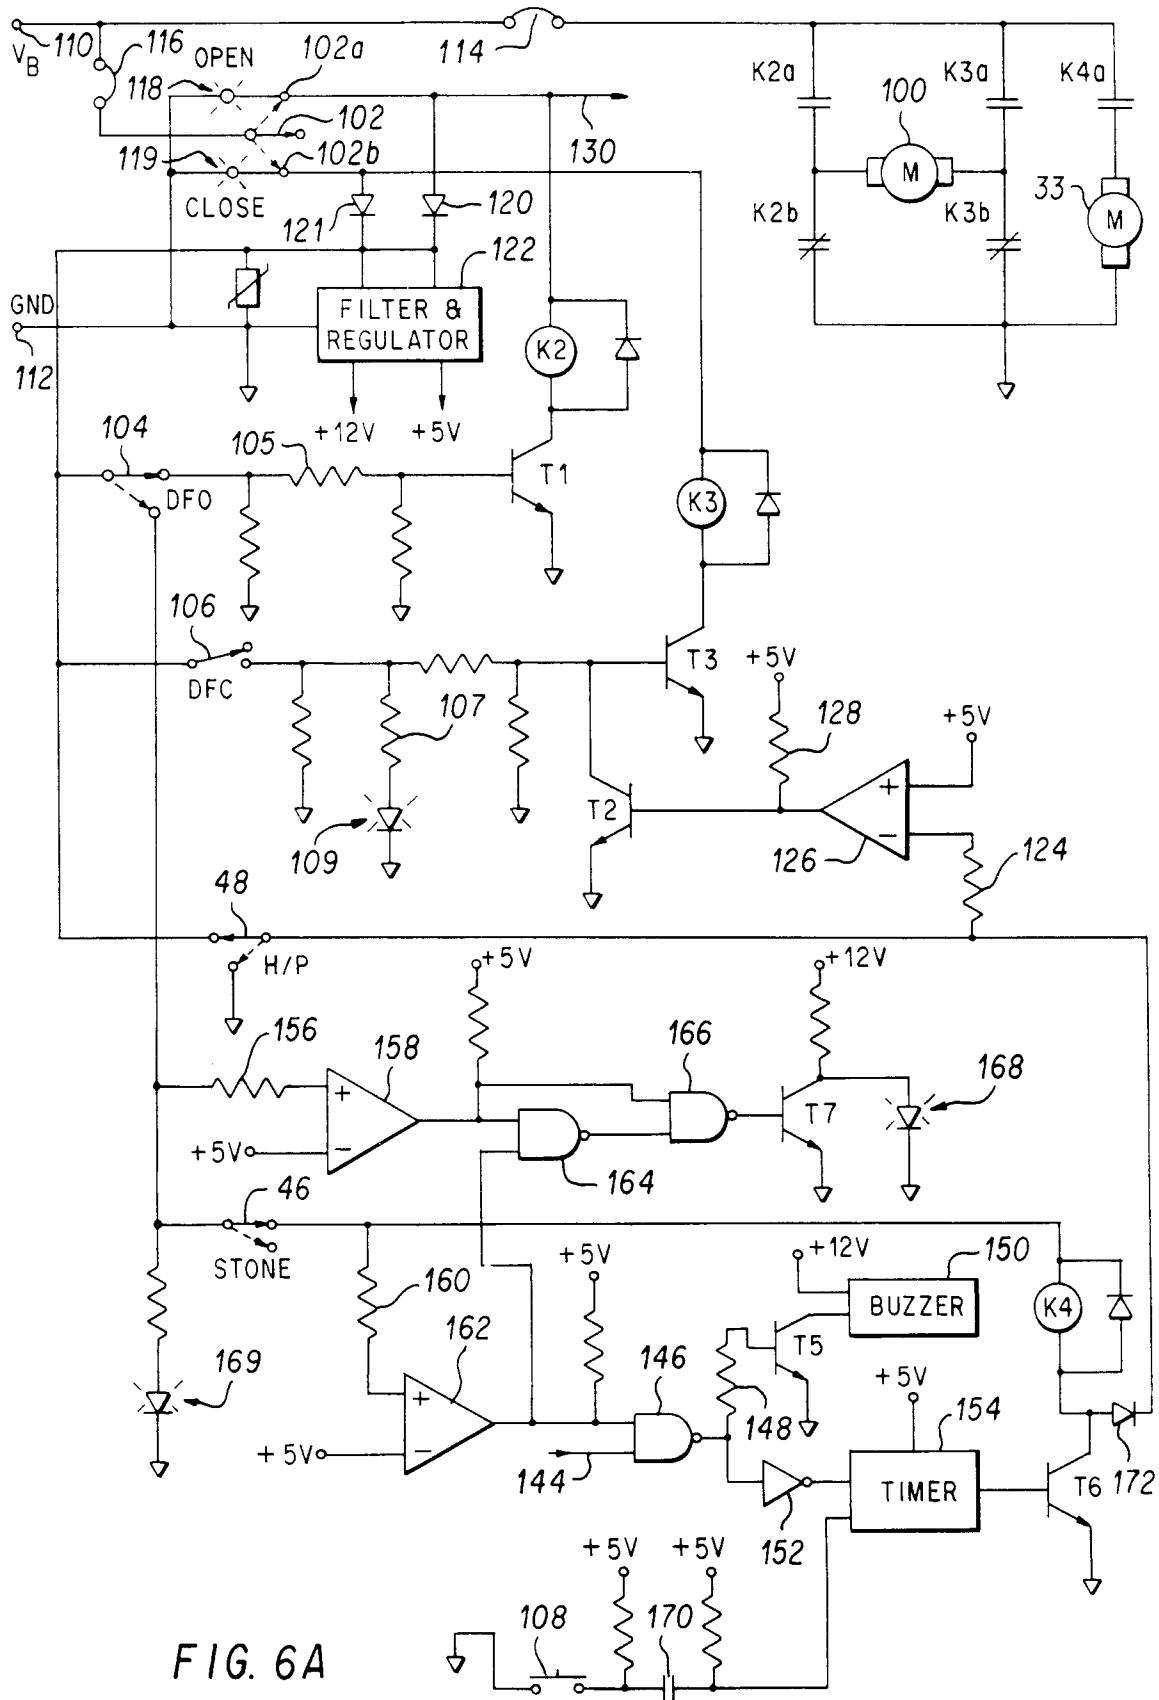 110
116
OPEN
102a
114
V_B
118
K2a
K3a
K4a
100
102
130
119
102b
M
33
CLOSE
121
120
K2b
K3b
M
122
GND
FILTER &
REGULATOR
K2
112
+12V
+5V
104
105
T1
DFO
K3
106
T3
+5V
DFC
107
128
+5V
T2
+
−
109
126
124
48
H/P
+5V
+12V
156
158
166
168
+
T7
+5V
−
164
46
STONE
+5V
+12V
150
160
BUZZER
K4
162
T5
169
146
+5V
+
148
154
+5V
−
144
TIMER
T6
172
152
+5V
+5V
108
170
FIG. 6A